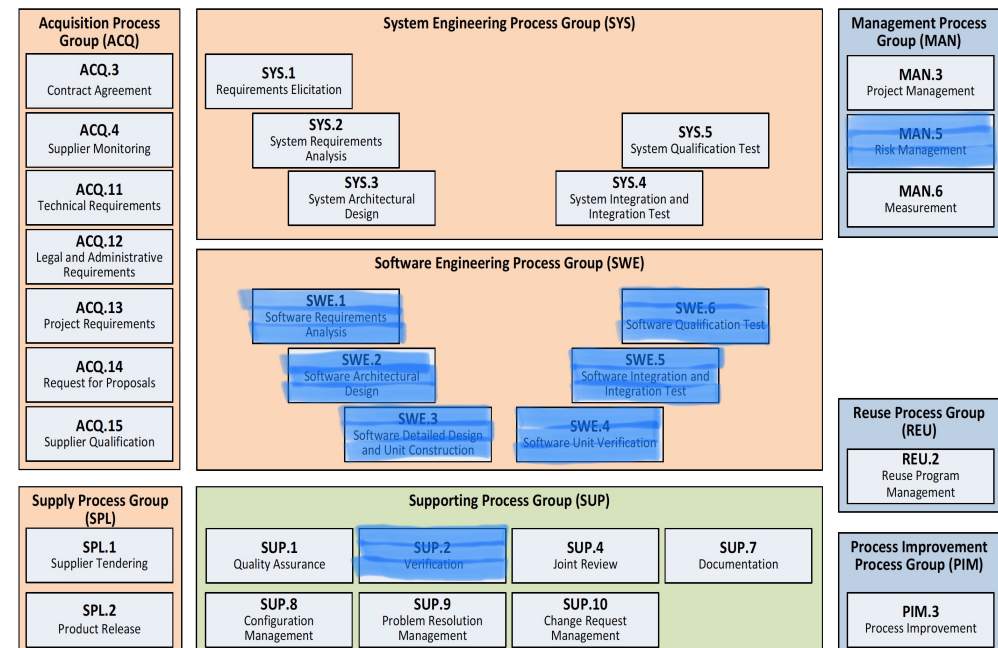 Acquisition Process
Group (ACQ)
ACQ.3
Contract Agreement
ACQ.4
Supplier Monitoring
ACQ.11
Technical Requirements
ACQ.12
Legal and Administrative
Requirements
ACQ.13
Project Requirements
ACQ.14
Request for Proposals
ACQ.15
Supplier Qualification
System Engineering Process Group (SYS)
SYS.1
Requirements Elicitation
SYS.2
System Requirements
Analysis
SYS.3
System Architectural
Design
SYS.5
System Qualification Test
SYS.4
System Integration and
Integration Test
Management Process
Group (MAN)
MAN.3
Project Management
MAN.5
Risk Management
MAN.6
Measurement
Software Engineering Process Group (SWE)
SWE.1
Software Requirements
Analysis
SWE.2
Software Architectural
Design
SWE.3
Software Detailed Design
and Unit Construction
SWE.6
Software Qualification Test
SWE.5
Software Integration and
Integration Test
SWE.4
Software Unit Verification
Reuse Process Group
(REU)
REU.2
Reuse Program
Management
Supply Process Group
(SPL)
SPL.1
Supplier Tendering
SPL.2
Product Release
Supporting Process Group (SUP)
SUP.1
Quality Assurance
SUP.2
Verification
SUP.4
Joint Review
SUP.7
Documentation
SUP.8
Configuration
Management
SUP.9
Problem Resolution
Management
SUP.10
Change Request
Management
Process Improvement
Process Group (PIM)
PIM.3
Process Improvement